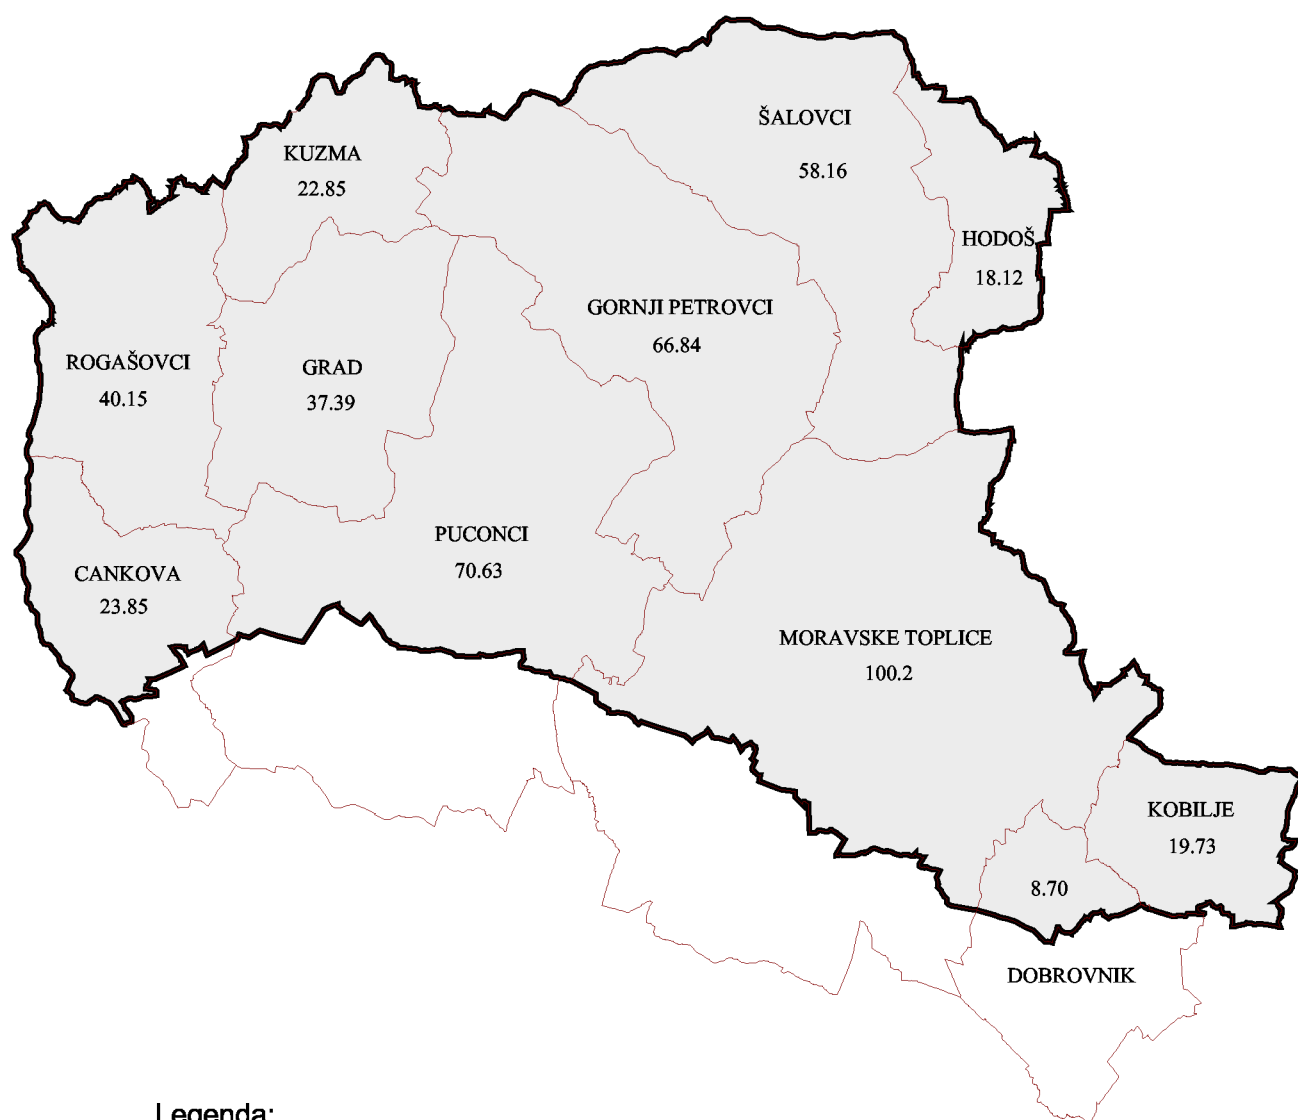 ŠALOVCI
58.16
KUZMA
22.85
HODOŠ
18.12
GORNJI PETROVCI
66.84
ROGAŠOVCI
40.15
GRAD
37.39
PUCONCI
70.63
CANKOVA
23.85
MORAVSKE TOPLICE
100.2
KOBILJE
19.73
8.70
DOBROVNIK
Legenda: